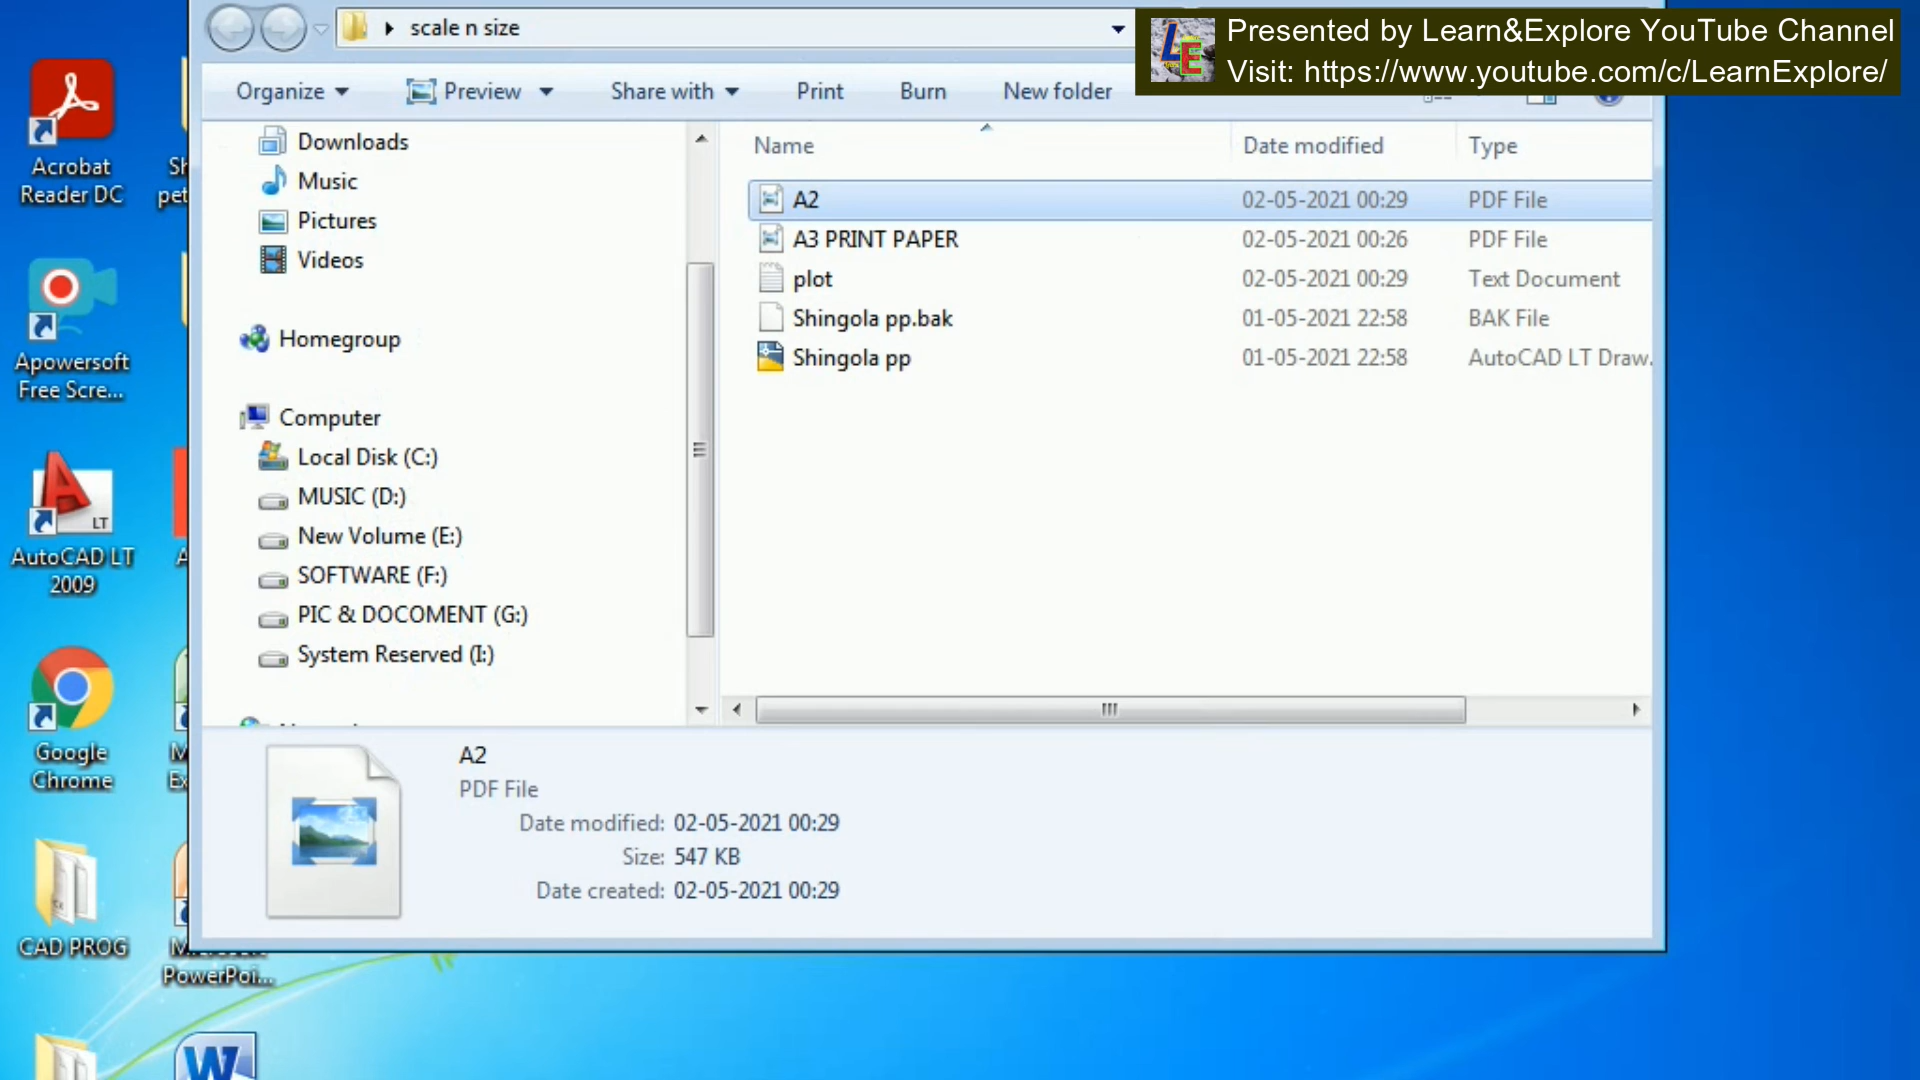 scale n size
Presented by Learn&Explore YouTube Channel
Visit: https://www.youtube.com/c/LearnExplore/
Organize
Preview
Share with
Print
Burn
New folder
Downloads
Music
Pictures
Videos
Homegroup
Computer
Local Disk (C:)
MUSIC (D:)
New Volume (E:)
SOFTWARE (F:)
PIC & DOCOMENT (G:)
System Reserved (I:)
Name Date modified Type
A2 02-05-2021 00:29 PDF File
A3 PRINT PAPER 02-05-2021 00:26 PDF File
plot 02-05-2021 00:29 Text Document
Shingola pp.bak 01-05-2021 22:58 BAK File
Shingola pp 01-05-2021 22:58 AutoCAD LT Draw.
A2
PDF File
Date modified: 02-05-2021 00:29
Size: 547 KB
Date created: 02-05-2021 00:29
Acrobat
Reader DC
Apowersoft
Free Scre...
AutoCAD LT
2009
LT
Google
Chrome
CAD PROG
PowerPoi...
W
LE